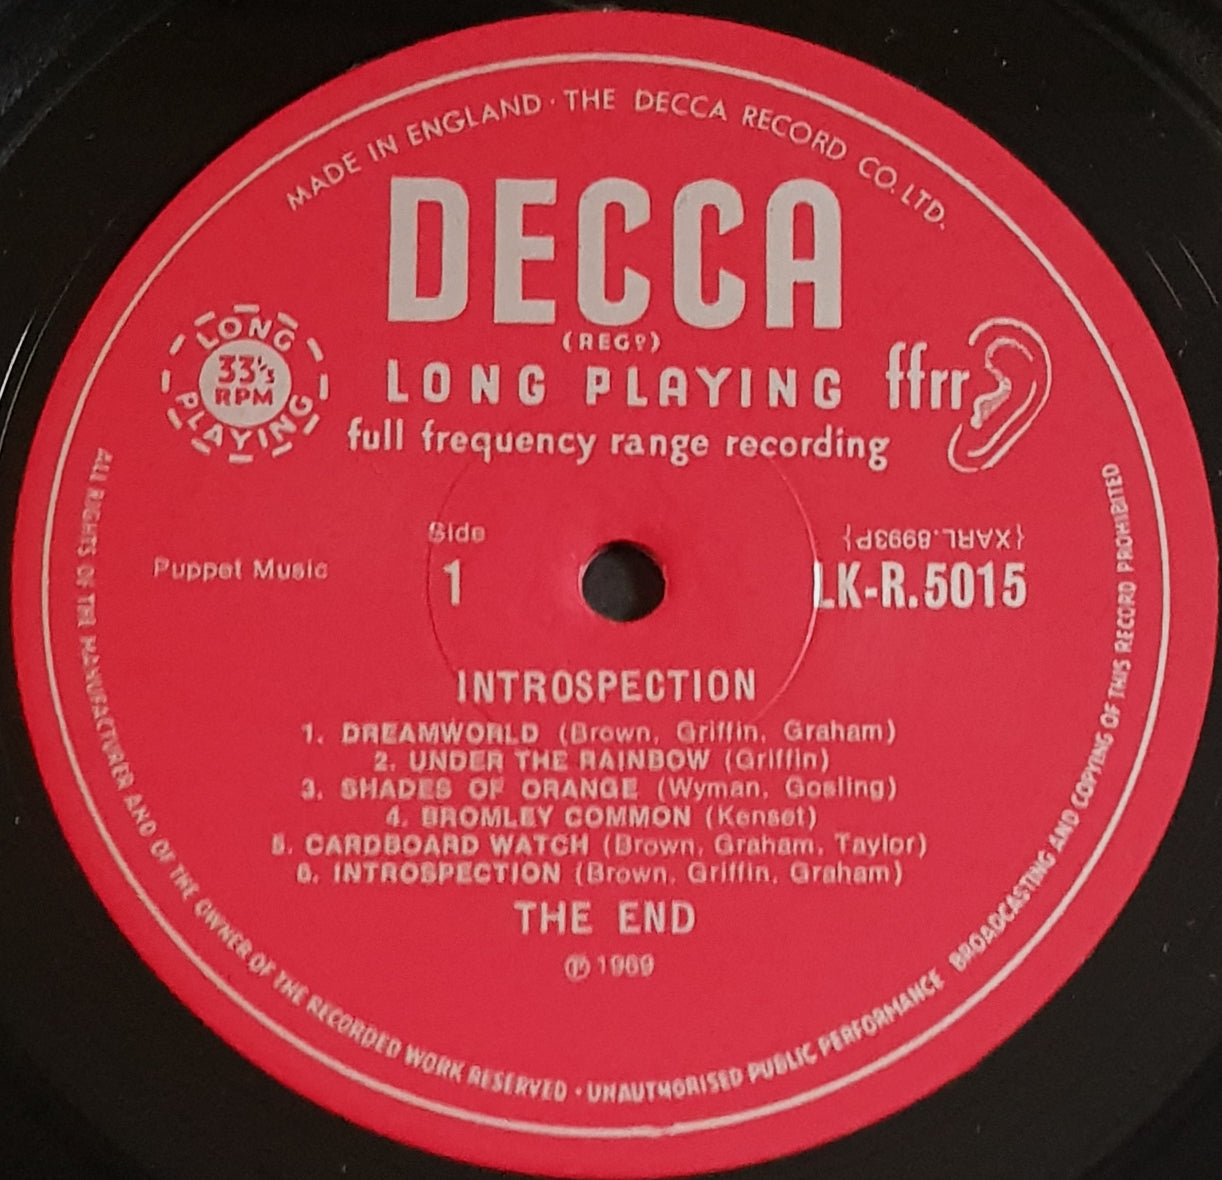 MADE IN ENGLAND · THE DECCA RECORD CO. LTD.
DECCA
(REGD)
LONG PLAYING
33⅓ RPM
LONG PLAYING
ffrr
full frequency range recording
Side
1
Puppet Music
{XARL.8993P}
LK-R.5015
INTROSPECTION
1. DREAMWORLD (Brown, Griffin, Graham)
2. UNDER THE RAINBOW (Griffin)
3. SHADES OF ORANGE (Wyman, Gosling)
4. BROMLEY COMMON (Kenset)
5. CARDBOARD WATCH (Brown, Graham, Taylor)
6. INTROSPECTION (Brown, Griffin, Graham)
THE END
℗ 1969
ALL RIGHTS OF THE MANUFACTURER AND OF THE OWNER OF THE RECORDED WORK RESERVED · UNAUTHORISED PUBLIC PERFORMANCE BROADCASTING AND COPYING OF THIS RECORD PROHIBITED